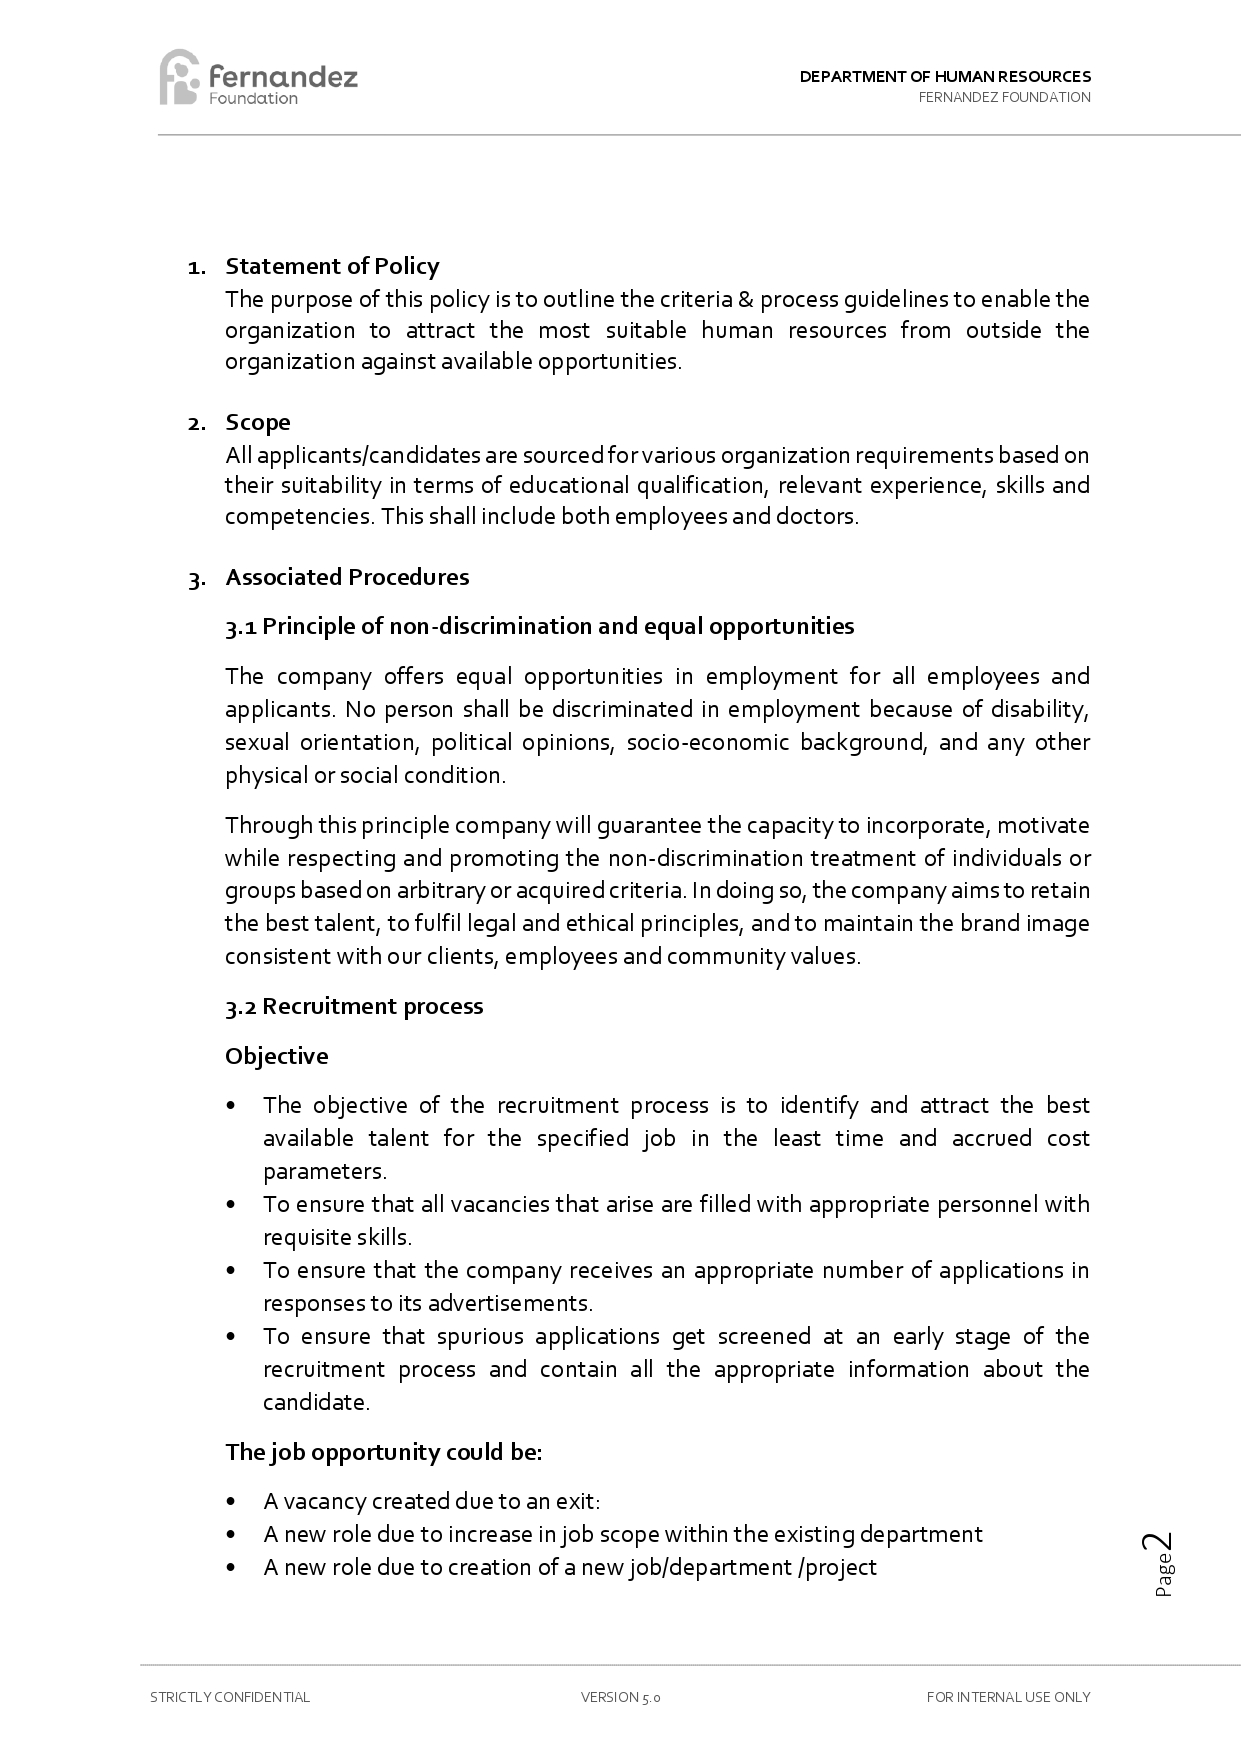 fernandez
Foundation
DEPARTMENT OF HUMAN RESOURCES
FERNANDEZ FOUNDATION
1. Statement of Policy
The purpose of this policy is to outline the criteria & process guidelines to enable the
organization to attract the most suitable human resources from outside the
organization against available opportunities.
2. Scope
All applicants/candidates are sourced for various organization requirements based on
their suitability in terms of educational qualification, relevant experience, skills and
competencies. This shall include both employees and doctors.
3. Associated Procedures
3.1 Principle of non-discrimination and equal opportunities
The company offers equal opportunities in employment for all employees and
applicants. No person shall be discriminated in employment because of disability,
sexual orientation, political opinions, socio-economic background, and any other
physical or social condition.
Through this principle company will guarantee the capacity to incorporate, motivate
while respecting and promoting the non-discrimination treatment of individuals or
groups based on arbitrary or acquired criteria. In doing so, the company aims to retain
the best talent, to fulfil legal and ethical principles, and to maintain the brand image
consistent with our clients, employees and community values.
3.2 Recruitment process
Objective
• The objective of the recruitment process is to identify and attract the best
available talent for the specified job in the least time and accrued cost
parameters.
• To ensure that all vacancies that arise are filled with appropriate personnel with
requisite skills.
• To ensure that the company receives an appropriate number of applications in
responses to its advertisements.
• To ensure that spurious applications get screened at an early stage of the
recruitment process and contain all the appropriate information about the
candidate.
The job opportunity could be:
• A vacancy created due to an exit:
• A new role due to increase in job scope within the existing department
• A new role due to creation of a new job/department /project
Page2
STRICTLY CONFIDENTIAL
VERSION 5.0
FOR INTERNAL USE ONLY